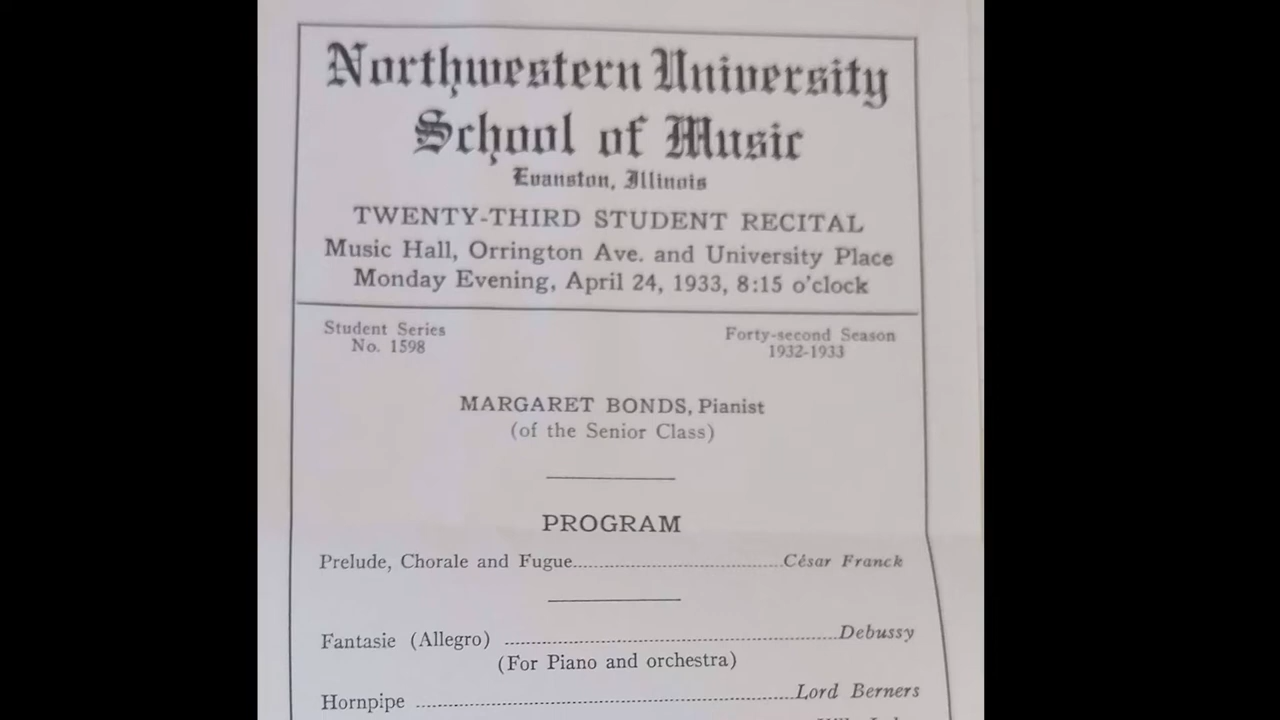 Northwestern University
School of Music
Evanston, Illinois
TWENTY-THIRD STUDENT RECITAL
Music Hall, Orrington Ave. and University Place
Monday Evening, April 24, 1933, 8:15 o'clock
Student Series
No. 1598
Forty-second Season
1932-1933
MARGARET BONDS, Pianist
(of the Senior Class)
PROGRAM
Prelude, Chorale and Fugue César Franck
Fantasie (Allegro) Debussy
(For Piano and orchestra)
Hornpipe Lord Berners